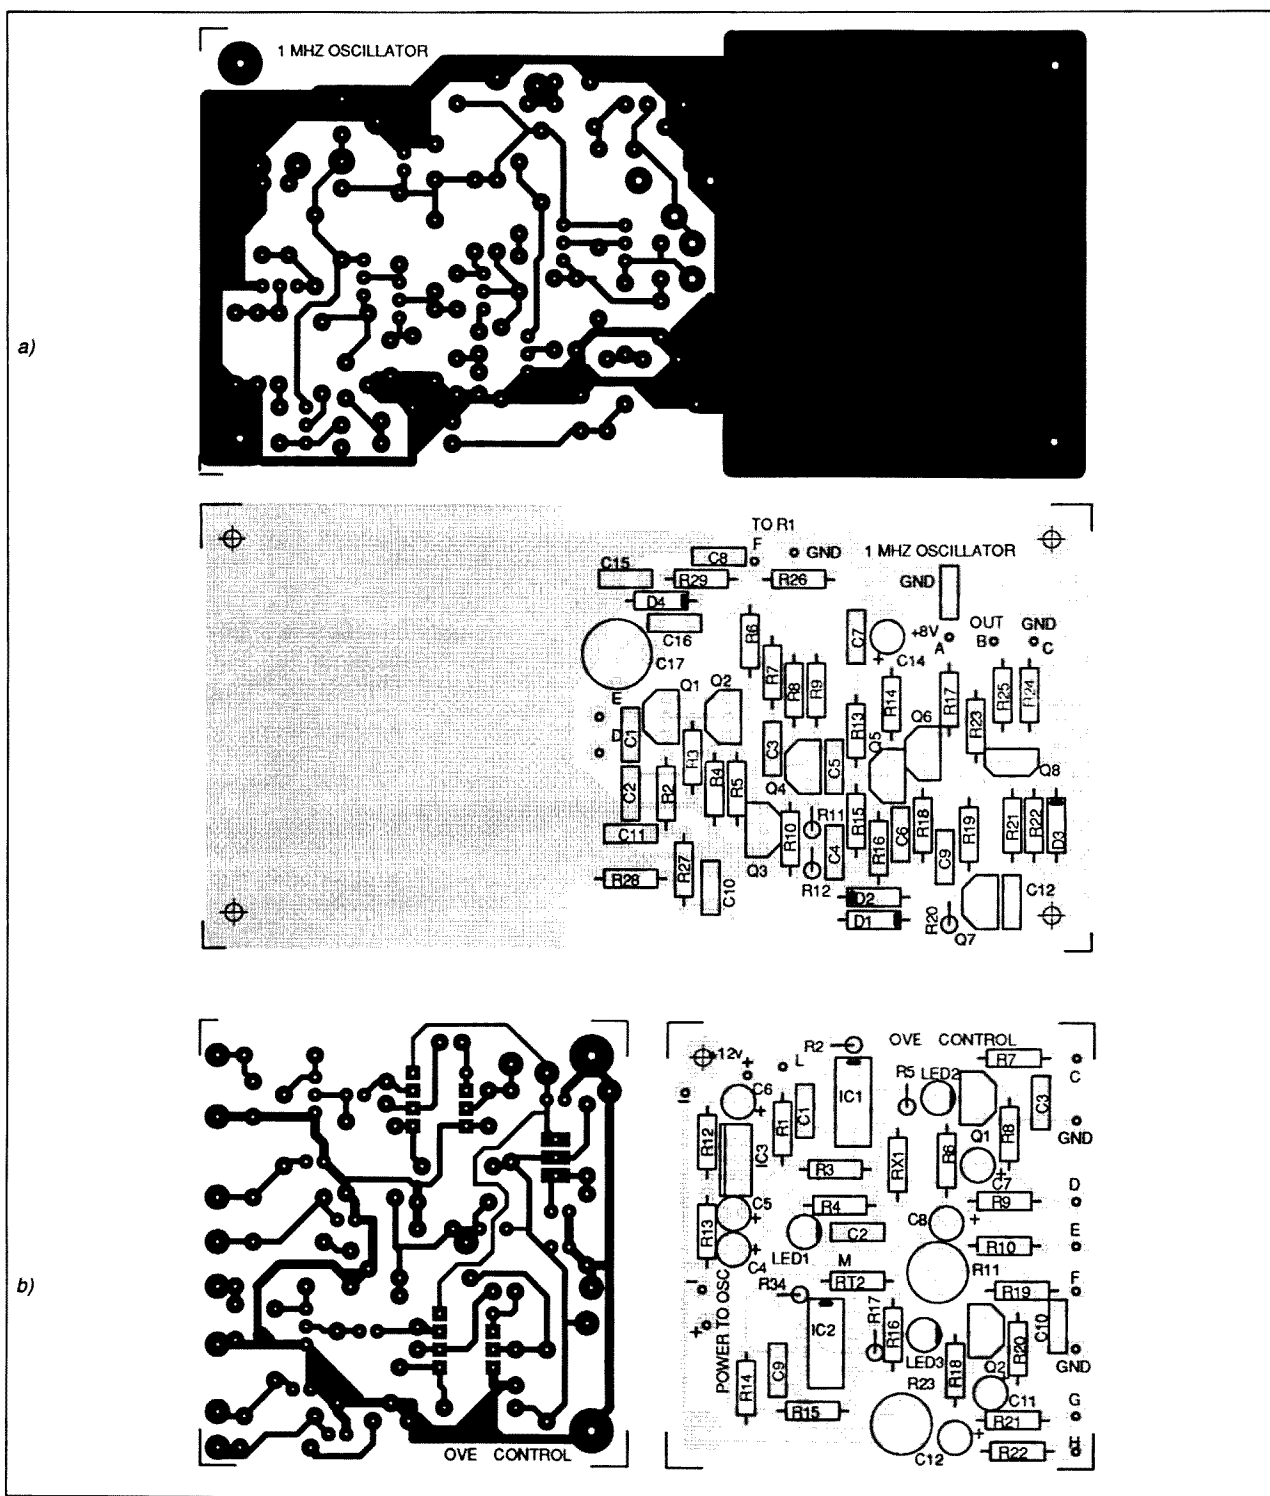 1 MHZ OSCILLATOR
a)
TO R1
F
GND
1 MHZ OSCILLATOR
C8
C15
R29
R26
GND
D4
C16
C17
R6
C7
+8V
OUT
GND
A
B
C
+
C14
R7
R8
R9
E
Q1
Q2
R14
R17
R25
R24
D
C1
R3
C3
R13
Q6
Q5
R23
C2
R2
R4
R5
Q4
C5
Q8
C11
R10
R11
R15
R16
C6
R18
C9
R19
R21
R22
D3
R28
R27
C10
Q3
R12
C4
D2
D1
R20
Q7
C12
b)
OVE CONTROL
R2
OVE CONTROL
R7
+12v
+
L
C
C6
+
R5
LED2
IC1
C1
R1
C3
R12
IC3
Q1
R8
GND
R3
RX1
R6
+
C7
D
C5
+
R4
R9
R13
C8
+
E
LED1
C2
R10
C4
+
M
R11
F
R34
RT2
R19
-
+
POWER TO OSC
IC2
R17
R16
LED3
R18
Q2
R20
C10
GND
R14
C9
R23
C11
G
R15
R21
+
H
C12
R22